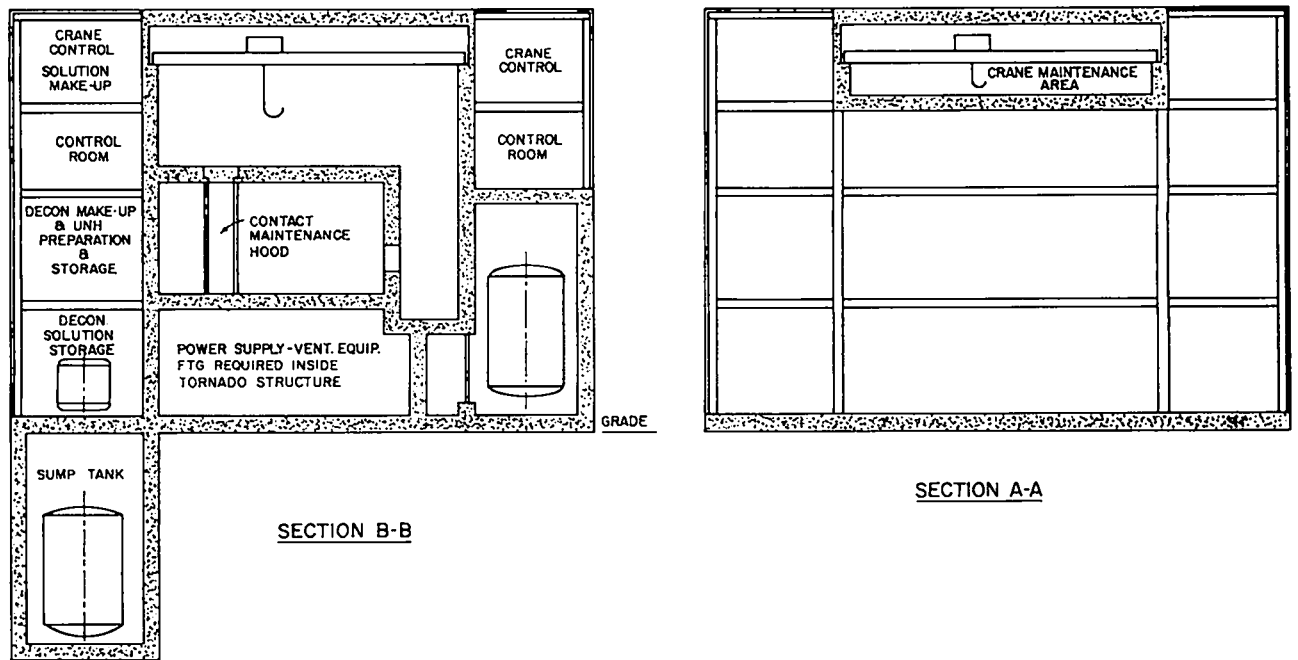 CRANE
CONTROL
SOLUTION
MAKE-UP
CONTROL
ROOM
DECON MAKE-UP
& UNH
PREPARATION
&
STORAGE
DECON
SOLUTION
STORAGE
SUMP TANK
CONTACT
MAINTENANCE
HOOD
POWER SUPPLY-VENT. EQUIP.
FTG REQUIRED INSIDE
TORNADO STRUCTURE
CRANE
CONTROL
CONTROL
ROOM
GRADE
SECTION B-B
CRANE MAINTENANCE
AREA
SECTION A-A